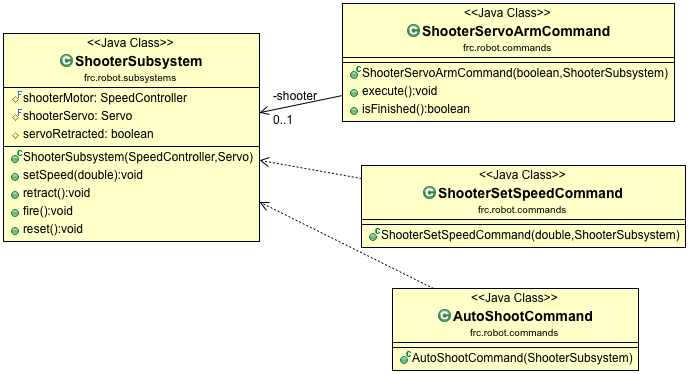 <<Java Class>>
ShooterSubsystem
frc.robot.subsystems
shooterMotor: SpeedController
shooterServo: Servo
servoRetracted: boolean
ShooterSubsystem(SpeedController,Servo)
setSpeed(double):void
retract():void
fire():void
reset():void
-shooter
0..1
<<Java Class>>
ShooterServoArmCommand
frc.robot.commands
ShooterServoArmCommand(boolean,ShooterSubsystem)
execute():void
isFinished():boolean
<<Java Class>>
ShooterSetSpeedCommand
frc.robot.commands
ShooterSetSpeedCommand(double,ShooterSubsystem)
<<Java Class>>
AutoShootCommand
frc.robot.commands
AutoShootCommand(ShooterSubsystem)